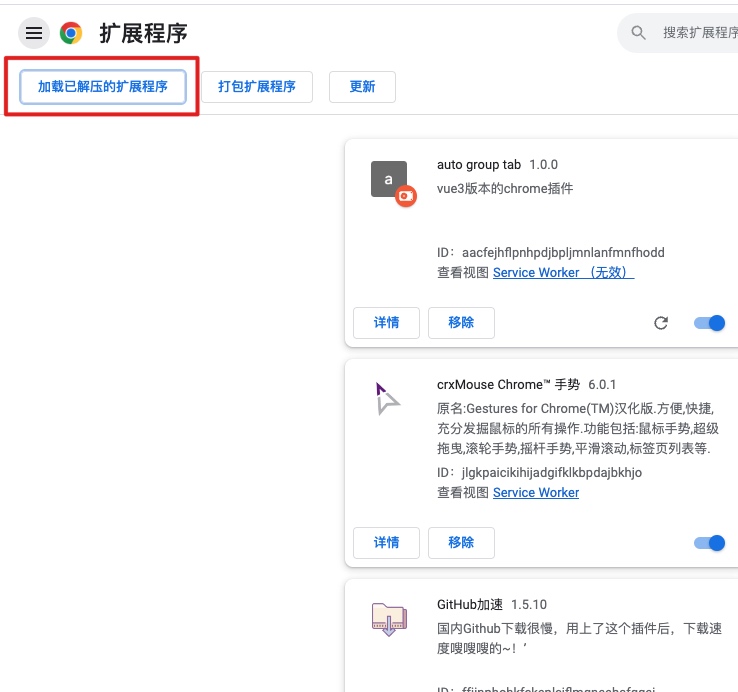 扩展程序
搜索扩展程序
加载已解压的扩展程序
打包扩展程序
更新
a
auto group tab 1.0.0
vue3版本的chrome插件
ID：aacfejhflpnhpdjbpljmnlanfmnfhodd
查看视图 Service Worker （无效）
详情
移除
crxMouse Chrome™ 手势 6.0.1
原名:Gestures for Chrome(TM)汉化版.方便,快捷,
充分发掘鼠标的所有操作.功能包括:鼠标手势,超级
拖曳,滚轮手势,摇杆手势,平滑滚动,标签页列表等.
ID：jlgkpaicikihijadgifklkbpdajbkhjo
查看视图 Service Worker
详情
移除
GitHub加速 1.5.10
国内Github下载很慢，用上了这个插件后，下载速
度嗖嗖嗖的~！'